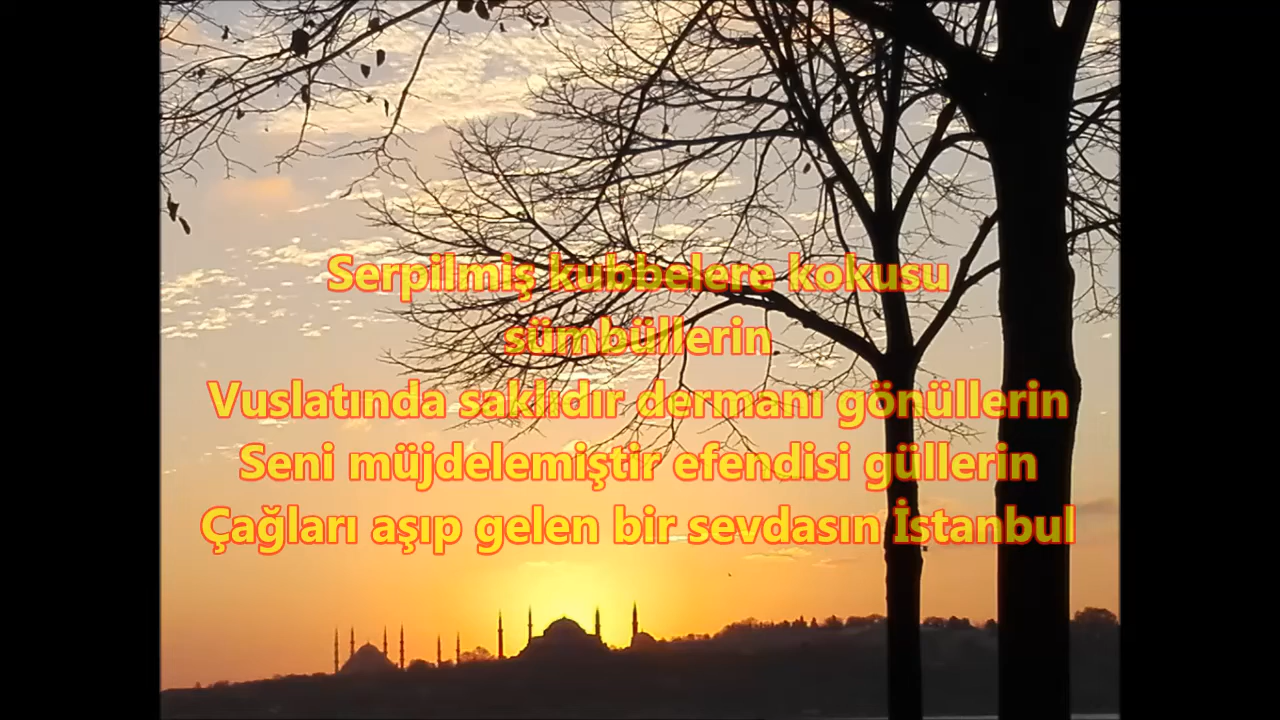 Serpilmiş kubbelere kokusu
sümbüllerin
Vuslatında saklıdır dermanı gönüllerin
Seni müjdelemiştir efendisi güllerin
Çağları aşıp gelen bir sevdasın İstanbul